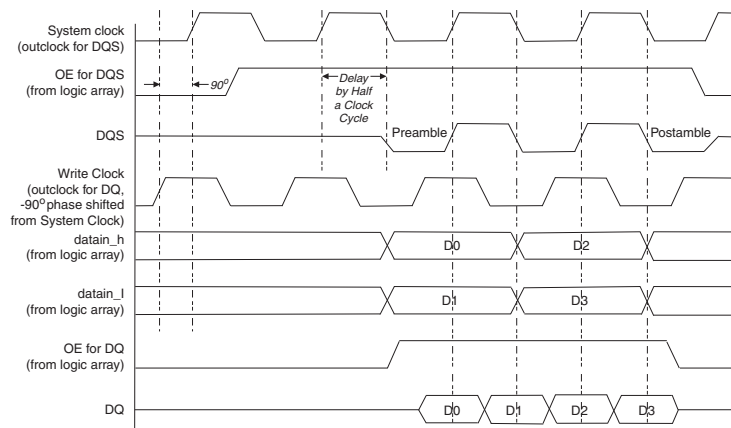 System clock
(outclock for DQS)
OE for DQS
(from logic array)
90°
Delay
by Half
a Clock
Cycle
DQS
Preamble
Postamble
Write Clock
(outclock for DQ,
-90° phase shifted
from System Clock)
datain_h
(from logic array)
D0
D2
datain_l
(from logic array)
D1
D3
OE for DQ
(from logic array)
DQ
D0
D1
D2
D3